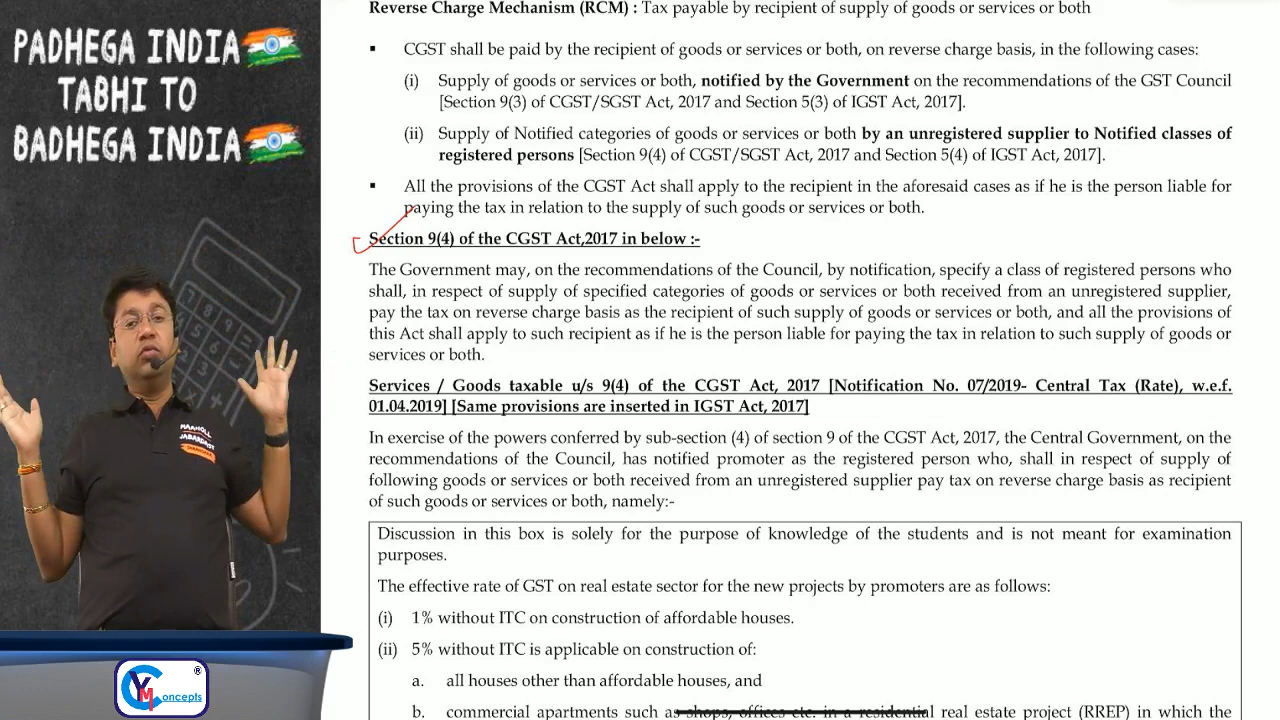 PADHEGA INDIA
TABHI TO
BADHEGA INDIA
Reverse Charge Mechanism (RCM) : Tax payable by recipient of supply of goods or services or both
▪ CGST shall be paid by the recipient of goods or services or both, on reverse charge basis, in the following cases:
(i) Supply of goods or services or both, notified by the Government on the recommendations of the GST Council
[Section 9(3) of CGST/SGST Act, 2017 and Section 5(3) of IGST Act, 2017].
(ii) Supply of Notified categories of goods or services or both by an unregistered supplier to Notified classes of
registered persons [Section 9(4) of CGST/SGST Act, 2017 and Section 5(4) of IGST Act, 2017].
▪ All the provisions of the CGST Act shall apply to the recipient in the aforesaid cases as if he is the person liable for
paying the tax in relation to the supply of such goods or services or both.
Section 9(4) of the CGST Act,2017 in below :-
The Government may, on the recommendations of the Council, by notification, specify a class of registered persons who
shall, in respect of supply of specified categories of goods or services or both received from an unregistered supplier,
pay the tax on reverse charge basis as the recipient of such supply of goods or services or both, and all the provisions of
this Act shall apply to such recipient as if he is the person liable for paying the tax in relation to such supply of goods or
services or both.
Services / Goods taxable u/s 9(4) of the CGST Act, 2017 [Notification No. 07/2019- Central Tax (Rate), w.e.f.
01.04.2019] [Same provisions are inserted in IGST Act, 2017]
In exercise of the powers conferred by sub-section (4) of section 9 of the CGST Act, 2017, the Central Government, on the
recommendations of the Council, has notified promoter as the registered person who, shall in respect of supply of
following goods or services or both received from an unregistered supplier pay tax on reverse charge basis as recipient
of such goods or services or both, namely:-
Discussion in this box is solely for the purpose of knowledge of the students and is not meant for examination
purposes.
The effective rate of GST on real estate sector for the new projects by promoters are as follows:
(i) 1% without ITC on construction of affordable houses.
(ii) 5% without ITC is applicable on construction of:
a. all houses other than affordable houses, and
b. commercial apartments such as shops, offices etc. in a residential real estate project (RREP) in which the
MAAHOLL
JABARDAST
YM Concepts ®